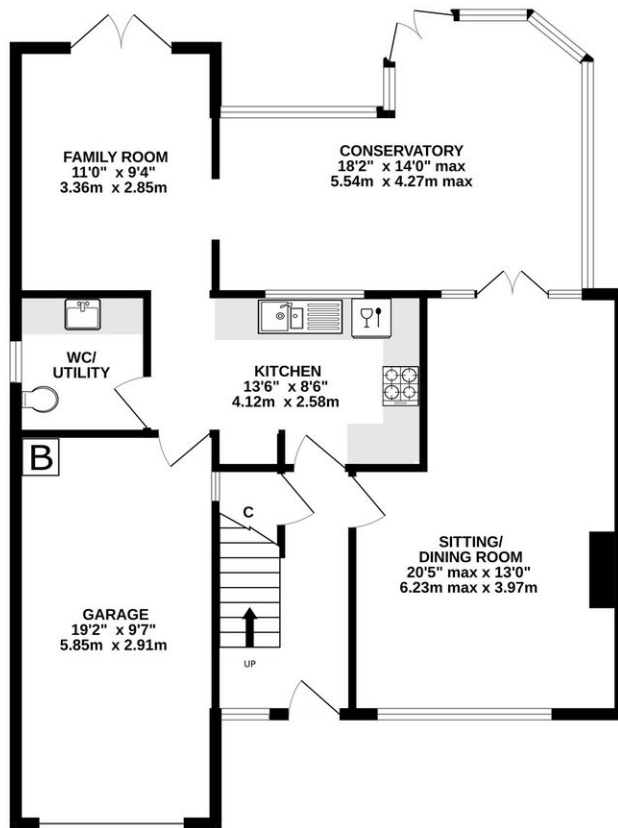 FAMILY ROOM
11'0" x 9'4"
3.36m x 2.85m
CONSERVATORY
18'2" x 14'0" max
5.54m x 4.27m max
WC/
UTILITY
KITCHEN
13'6" x 8'6"
4.12m x 2.58m
B
C
SITTING/
DINING ROOM
20'5" max x 13'0"
6.23m max x 3.97m
GARAGE
19'2" x 9'7"
5.85m x 2.91m
UP